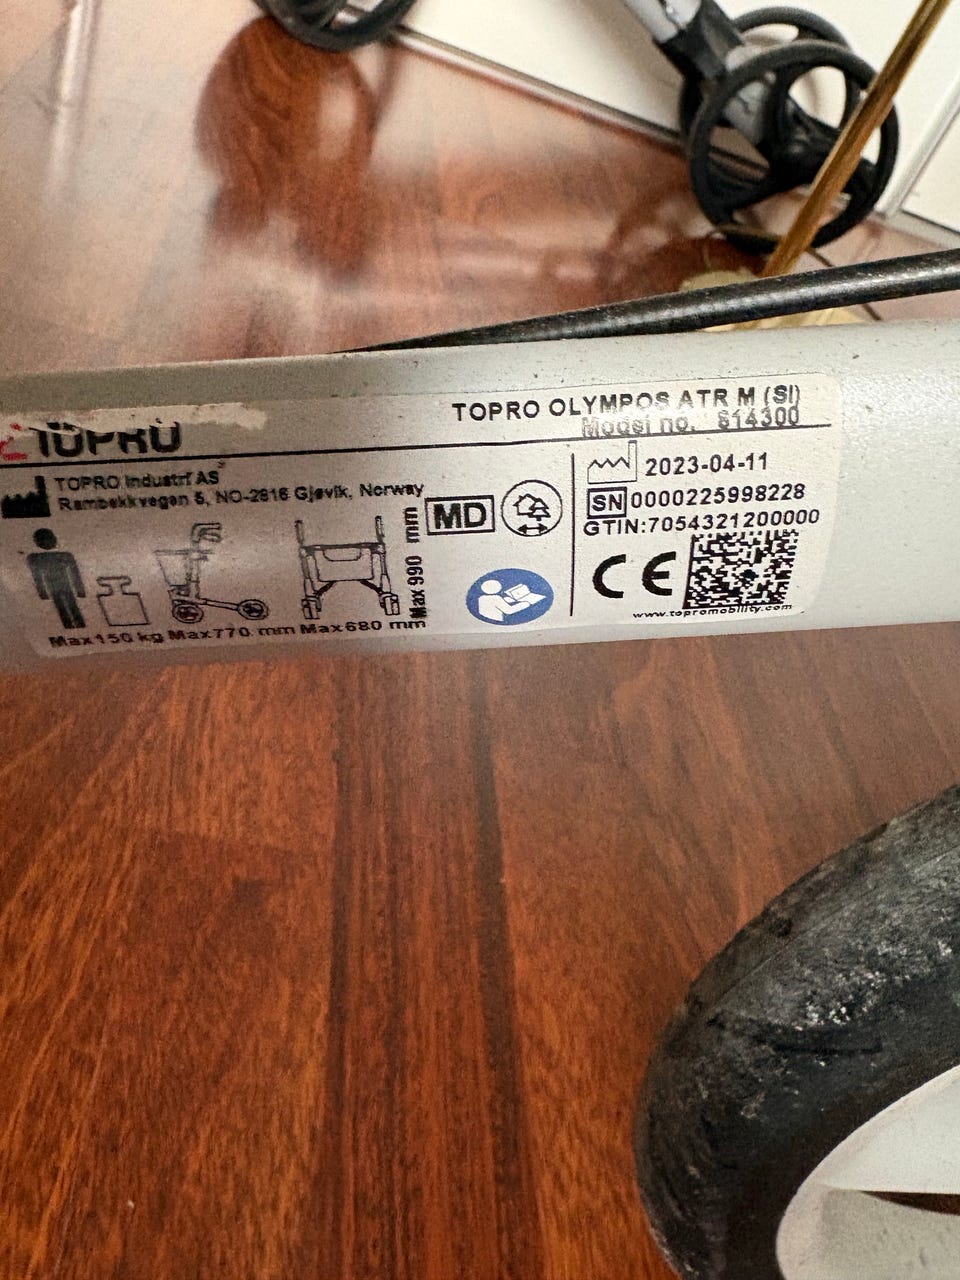 TOPRO
TOPRO OLYMPOS ATR M (SI)
Model no. 814300
TOPRO Industri AS
Rambekkvegen 5, NO-2816 Gjøvik, Norway
MD
Max 990 mm
Max 150 kg Max 770 mm Max 680 mm
2023-04-11
SN 0000225998228
GTIN:7054321200000
CE
www.topromobility.com